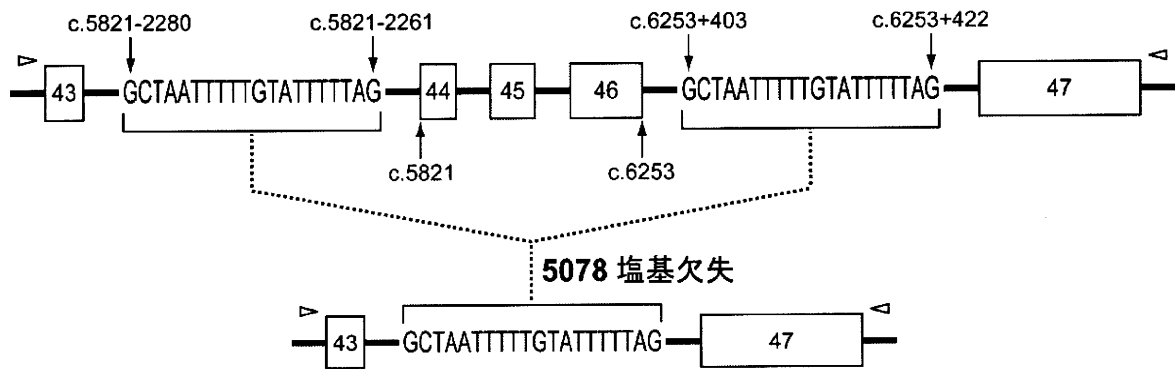 c.5821-2280 c.5821-2261 c.6253+403 c.6253+422
43 GCTAATTTTTGTATTTTTAG 44 45 46 GCTAATTTTTGTATTTTTAG 47
c.5821 c.6253
5078 塩基欠失
43 GCTAATTTTTGTATTTTTAG 47